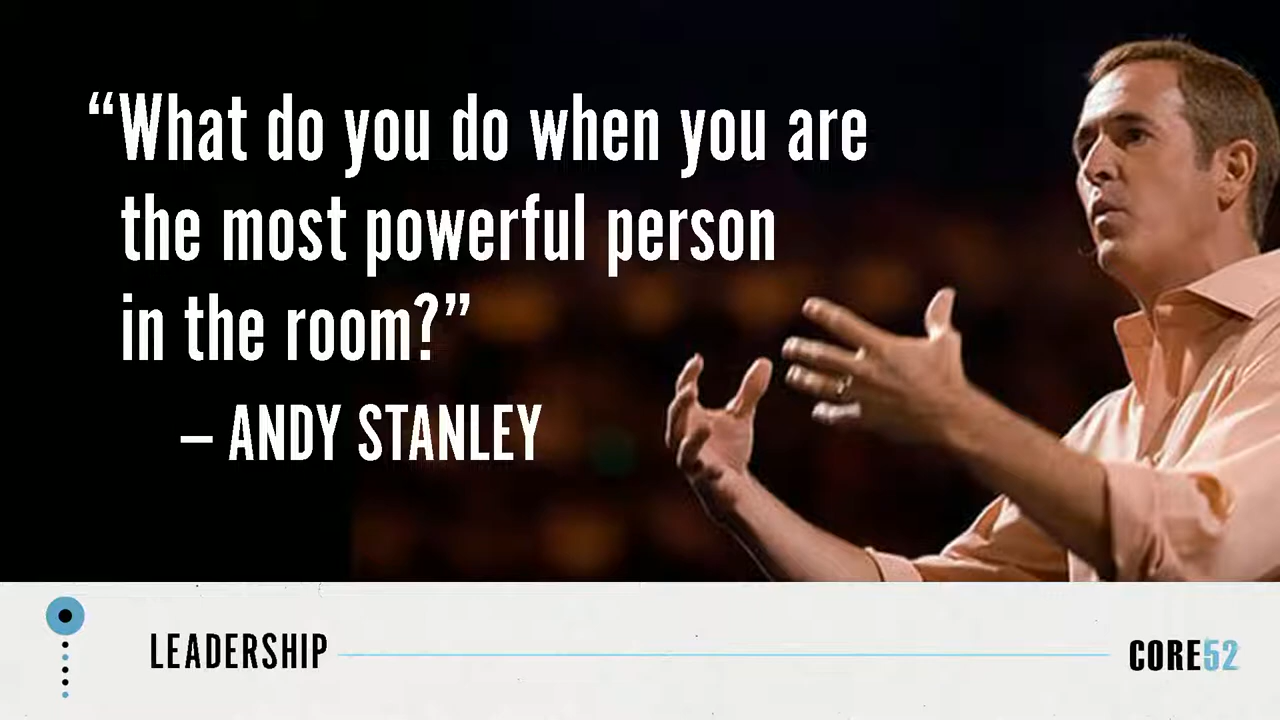 “What do you do when you are
the most powerful person
in the room?”
– ANDY STANLEY
LEADERSHIP
CORE52